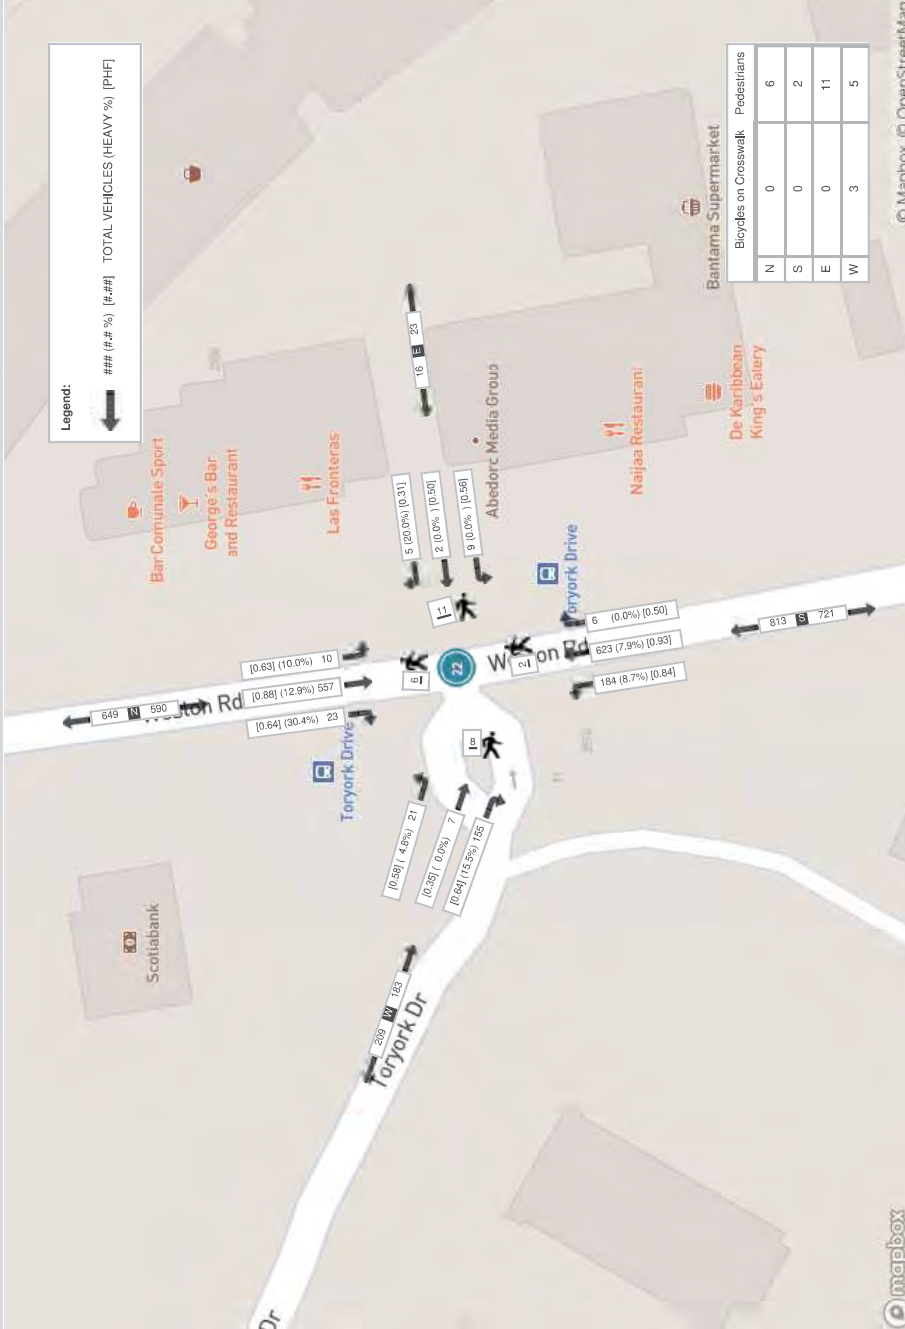 Legend:
### (#.# %) [#.##] TOTAL VEHICLES (HEAVY %) [PHF]
Bicycles on Crosswalk Pedestrians
N 0 6
S 0 2
E 0 11
W 3 5
Bar Comunale Sport
George's Bar
and Restaurant
Las Fronteras
Abedorc Media Group
Naijaa Restaurant
De Karibbean
King's Eatery
Bantama Supermarket
16 E 23
5 (20.0%) [0.31]
2 (0.0% ) [0.50]
9 (0.0% ) [0.56]
11
Toryork Drive
6 (0.0%) [0.50]
623 (7.9%) [0.93]
184 (8.7%) [0.84]
813 S 721
[0.63] (10.0%) 10
[0.88] (12.9%) 557
[0.64] (30.4%) 23
649 N 590
Weston Rd
6
22
2
Weston Rd
8
Toryork Drive
[0.58] ( 4.8%) 21
[0.35] ( 0.0%) 7
[0.64] (15.5%) 155
Scotiabank
209 W 183
Toryork Dr
Dr
mapbox
© Mapbox, © OpenStreetMap